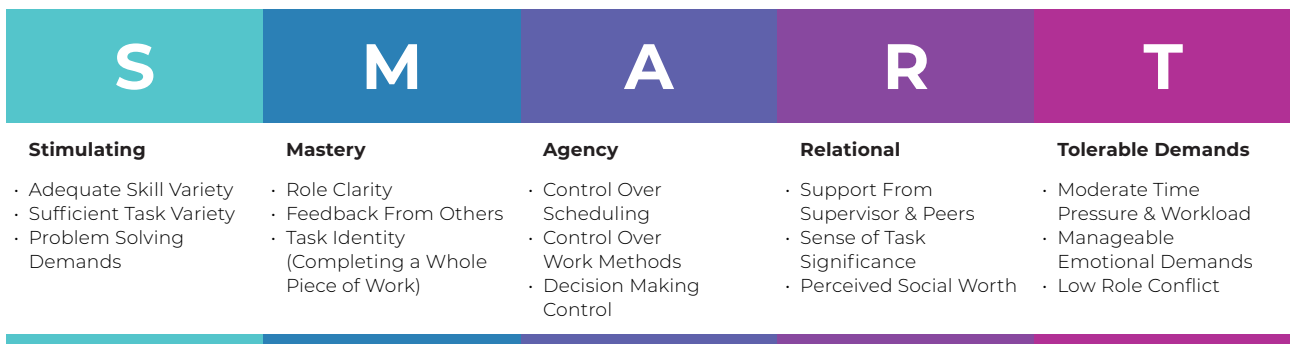 S
M
A
R
T
Stimulating
· Adequate Skill Variety
· Sufficient Task Variety
· Problem Solving
Demands
Mastery
· Role Clarity
· Feedback From Others
· Task Identity
(Completing a Whole
Piece of Work)
Agency
· Control Over
Scheduling
· Control Over
Work Methods
· Decision Making
Control
Relational
· Support From
Supervisor & Peers
· Sense of Task
Significance
· Perceived Social Worth
Tolerable Demands
· Moderate Time
Pressure & Workload
· Manageable
Emotional Demands
· Low Role Conflict